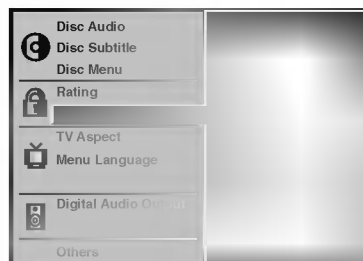 Disc Audio
Disc Subtitle
Disc Menu
Rating
TV Aspect
Menu Language
Digital Audio Output
Others